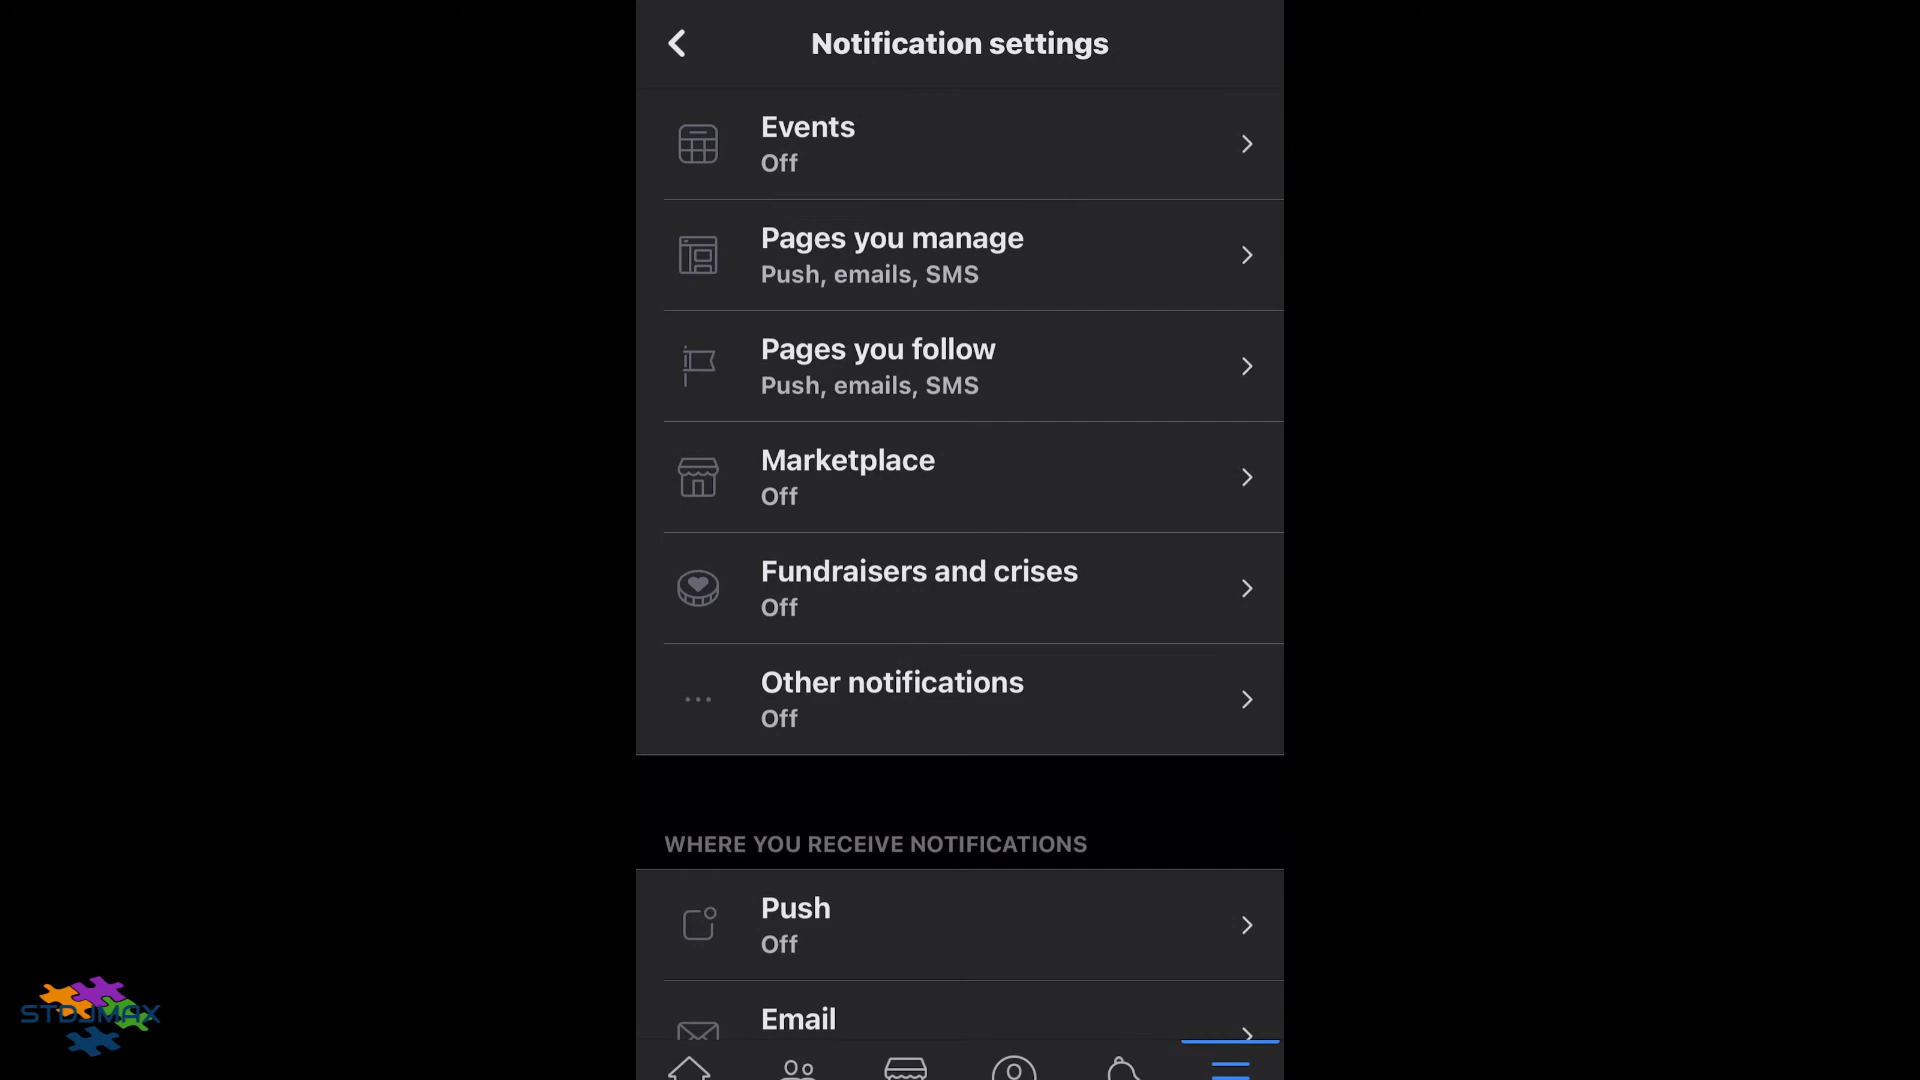 Notification settings
Events
Off
Pages you manage
Push, emails, SMS
Pages you follow
Push, emails, SMS
Marketplace
Off
Fundraisers and crises
Off
Other notifications
Off
WHERE YOU RECEIVE NOTIFICATIONS
Push
Off
Email
STDJMAX